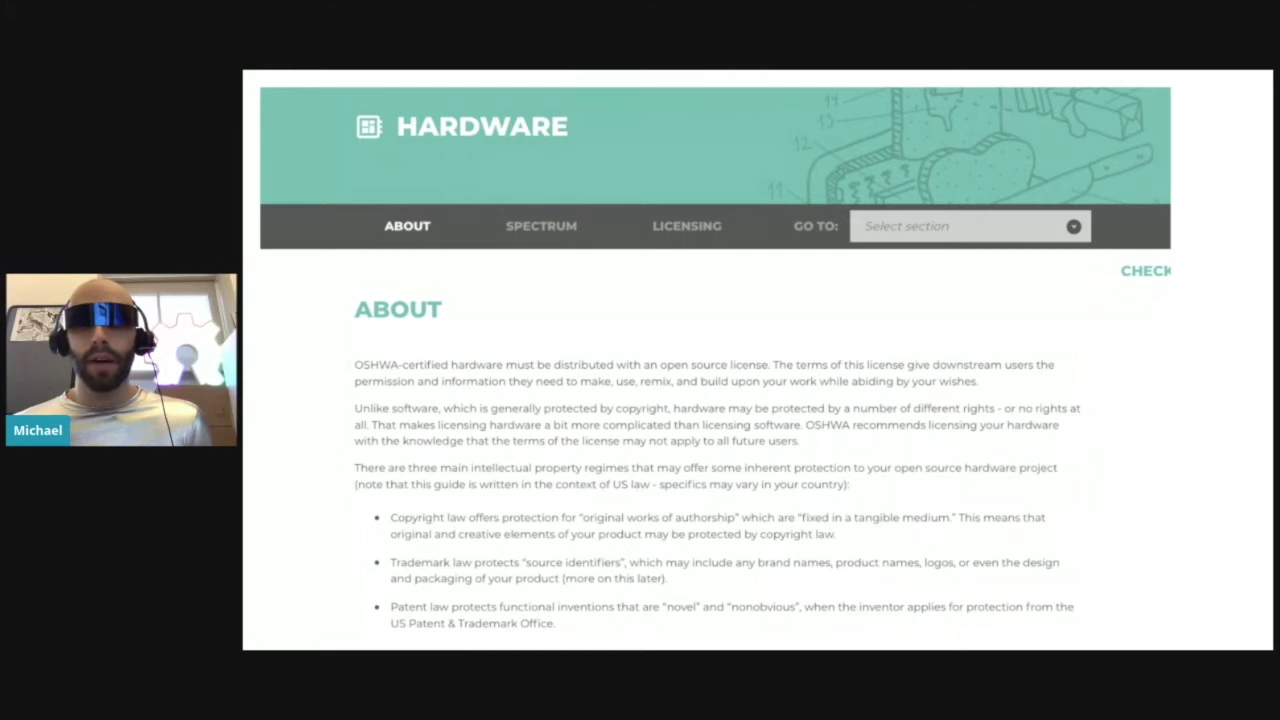 HARDWARE
14
13
12
11
ABOUT SPECTRUM LICENSING GO TO: Select section
CHECK
ABOUT
OSHWA-certified hardware must be distributed with an open source license. The terms of this license give downstream users the
permission and information they need to make, use, remix, and build upon your work while abiding by your wishes.
Unlike software, which is generally protected by copyright, hardware may be protected by a number of different rights - or no rights at
all. That makes licensing hardware a bit more complicated than licensing software. OSHWA recommends licensing your hardware
with the knowledge that the terms of the license may not apply to all future users.
There are three main intellectual property regimes that may offer some inherent protection to your open source hardware project
(note that this guide is written in the context of US law - specifics may vary in your country):
• Copyright law offers protection for “original works of authorship” which are “fixed in a tangible medium.” This means that
original and creative elements of your product may be protected by copyright law.
• Trademark law protects “source identifiers”, which may include any brand names, product names, logos, or even the design
and packaging of your product (more on this later).
• Patent law protects functional inventions that are “novel” and “nonobvious”, when the inventor applies for protection from the
US Patent & Trademark Office.
Michael